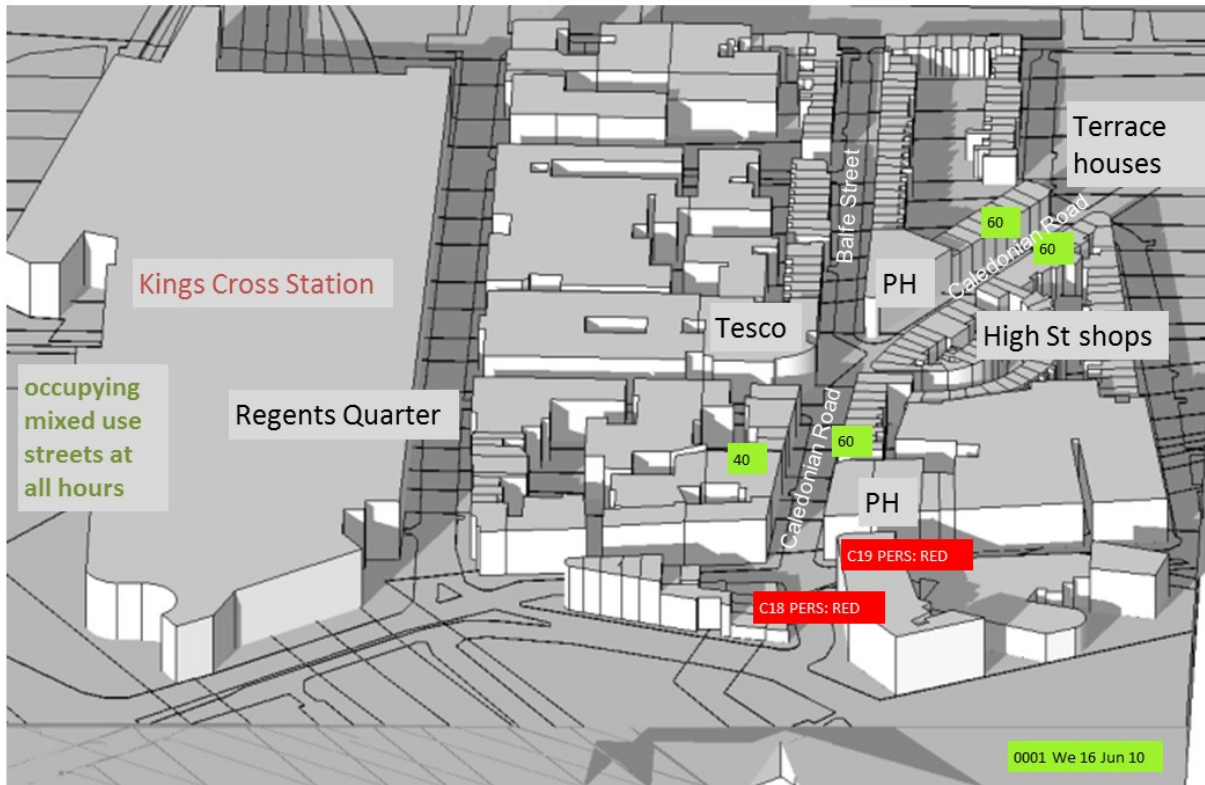 Terrace
houses
Balfe Street
60
Caledonian Road
60
Kings Cross Station
PH
Tesco
High St shops
occupying
mixed use
streets at
all hours
Regents Quarter
Caledonian Road
60
40
PH
C19 PERS: RED
C18 PERS: RED
0001 We 16 Jun 10